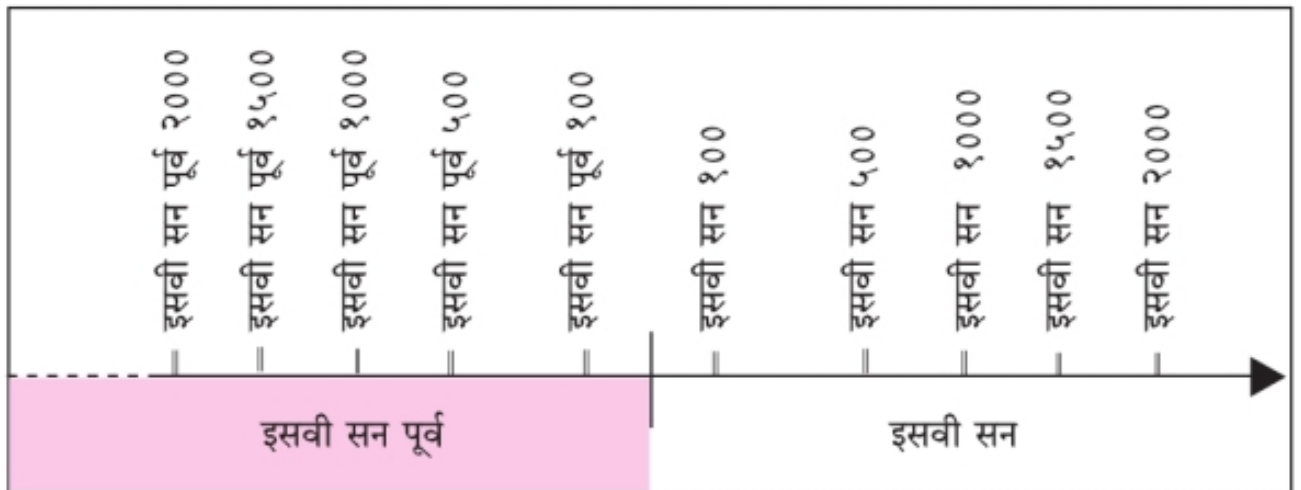 इसवी सन पूर्व २०००
इसवी सन पूर्व १५००
इसवी सन पूर्व १०००
इसवी सन पूर्व ५००
इसवी सन पूर्व १००
इसवी सन १००
इसवी सन ५००
इसवी सन १०००
इसवी सन १५००
इसवी सन २०००
इसवी सन पूर्व
इसवी सन